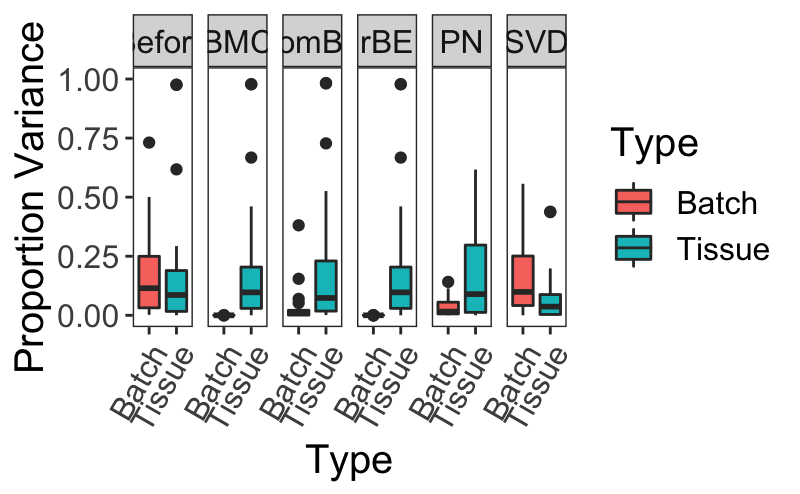 efor BMC omB rBE PN SVD
Proportion Variance
1.00
0.75
0.50
0.25
0.00
Batch Tissue Batch Tissue Batch Tissue Batch Tissue Batch Tissue Batch Tissue
Type
Type
Batch
Tissue